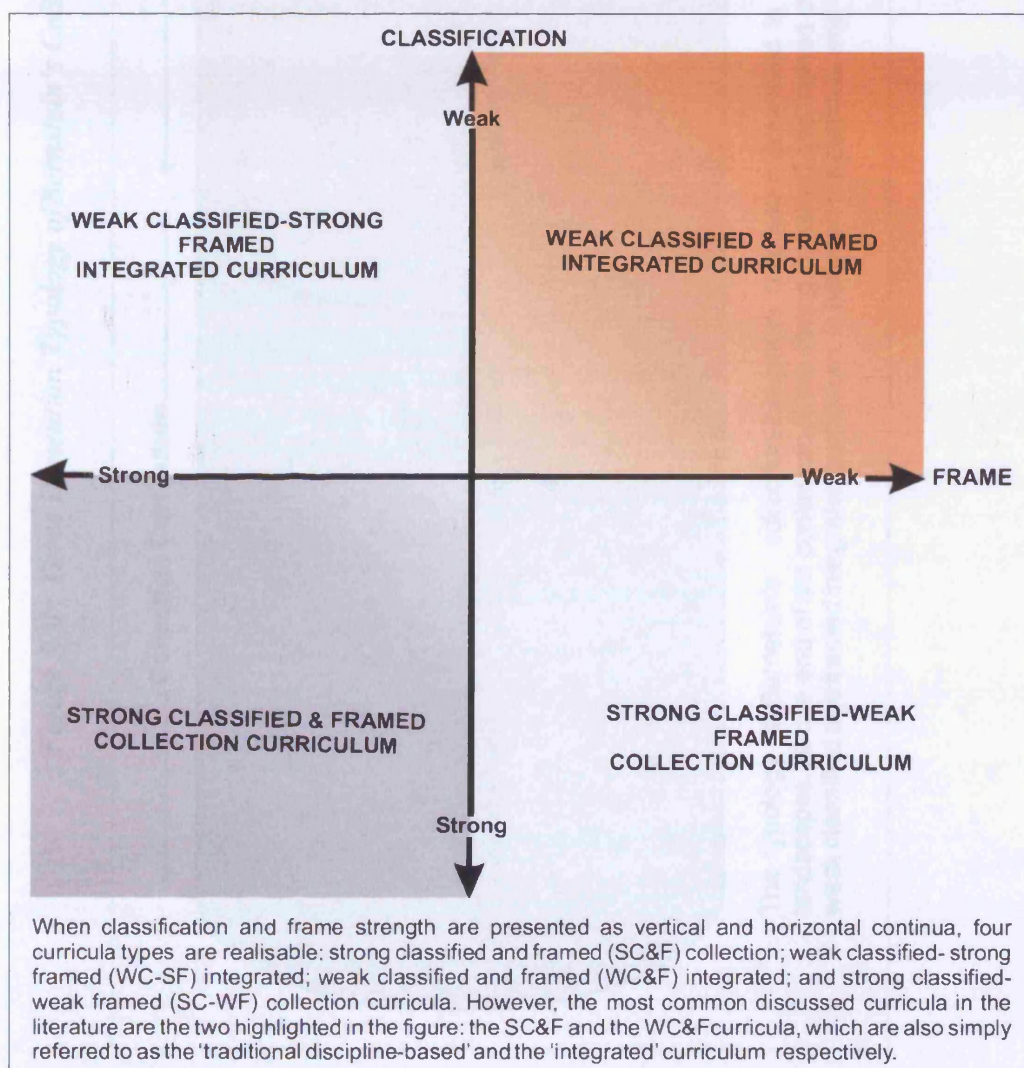 CLASSIFICATION
Weak
WEAK CLASSIFIED-STRONG
FRAMED
INTEGRATED CURRICULUM
WEAK CLASSIFIED & FRAMED
INTEGRATED CURRICULUM
Strong
Weak
FRAME
STRONG CLASSIFIED & FRAMED
COLLECTION CURRICULUM
STRONG CLASSIFIED-WEAK
FRAMED
COLLECTION CURRICULUM
Strong
When classification and frame strength are presented as vertical and horizontal continua, four
curricula types are realisable: strong classified and framed (SC&F) collection; weak classified- strong
framed (WC-SF) integrated; weak classified and framed (WC&F) integrated; and strong classified-
weak framed (SC-WF) collection curricula. However, the most common discussed curricula in the
literature are the two highlighted in the figure: the SC&F and the WC&Fcurricula, which are also simply
referred to as the 'traditional discipline-based' and the 'integrated' curriculum respectively.